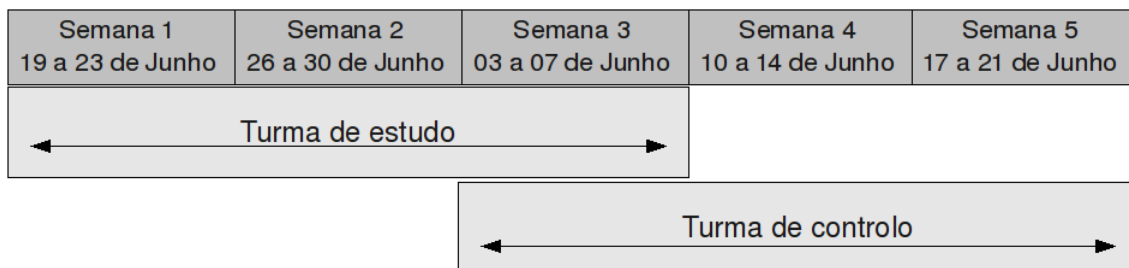 Semana 1
19 a 23 de Junho
Semana 2
26 a 30 de Junho
Semana 3
03 a 07 de Junho
Semana 4
10 a 14 de Junho
Semana 5
17 a 21 de Junho
Turma de estudo
Turma de controlo